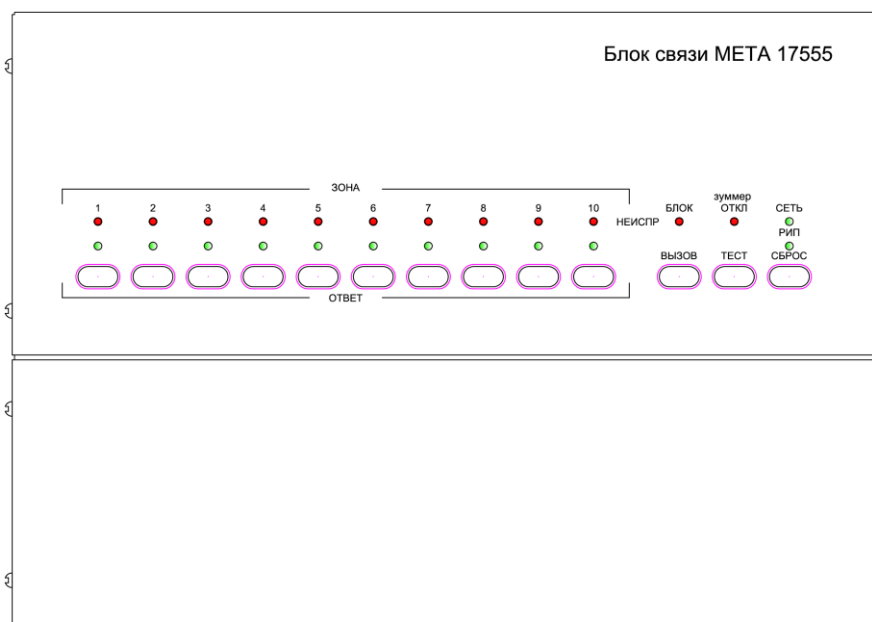 Блок связи МЕТА 17555
ЗОНА
1 2 3 4 5 6 7 8 9 10
НЕИСПР
БЛОК
зуммер
ОТКЛ
СЕТЬ
РИП
ВЫЗОВ ТЕСТ СБРОС
ОТВЕТ